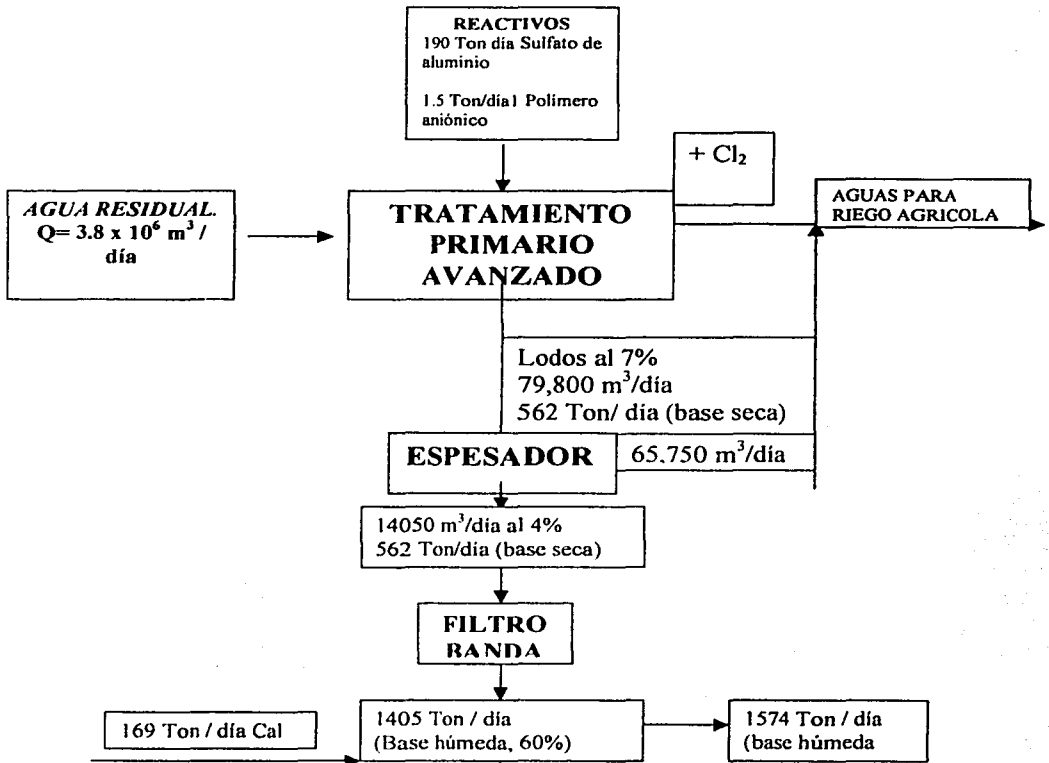 REACTIVOS
190 Ton día Sulfato de
aluminio
1.5 Ton/día1 Polímero
aniónico
+ Cl₂
AGUA RESIDUAL.
Q= 3.8 x 10⁶ m³ /
día
TRATAMIENTO
PRIMARIO
AVANZADO
AGUAS PARA
RIEGO AGRICOLA
Lodos al 7%
79,800 m³/día
562 Ton/ día (base seca)
ESPESADOR
65,750 m³/día
14050 m³/día al 4%
562 Ton/día (base seca)
FILTRO
BANDA
169 Ton / día Cal
1405 Ton / día
(Base húmeda, 60%)
1574 Ton / día
(base húmeda